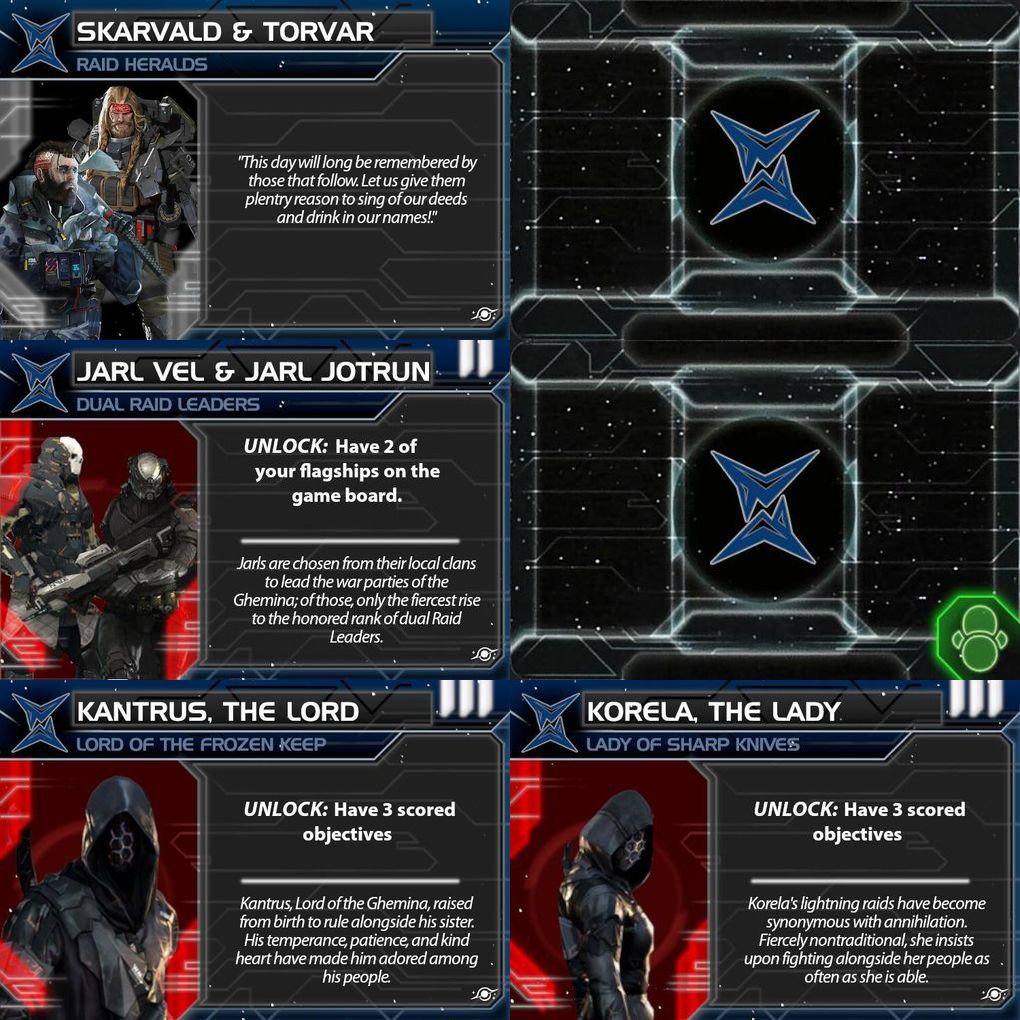 SKARVALD & TORVAR
RAID HERALDS
"This day will long be remembered by
those that follow. Let us give them
plentry reason to sing of our deeds
and drink in our names!."
JARL VEL & JARL JOTRUN
II
DUAL RAID LEADERS
UNLOCK: Have 2 of
your flagships on the
game board.
Jarls are chosen from their local clans
to lead the war parties of the
Ghemina; of those, only the fiercest rise
to the honored rank of dual Raid
Leaders.
KANTRUS, THE LORD
III
LORD OF THE FROZEN KEEP
UNLOCK: Have 3 scored
objectives
Kantrus, Lord of the Ghemina, raised
from birth to rule alongside his sister.
His temperance, patience, and kind
heart have made him adored among
his people.
KORELA, THE LADY
III
LADY OF SHARP KNIVES
UNLOCK: Have 3 scored
objectives
Korela's lightning raids have become
synonymous with annihilation.
Fiercely nontraditional, she insists
upon fighting alongside her people as
often as she is able.